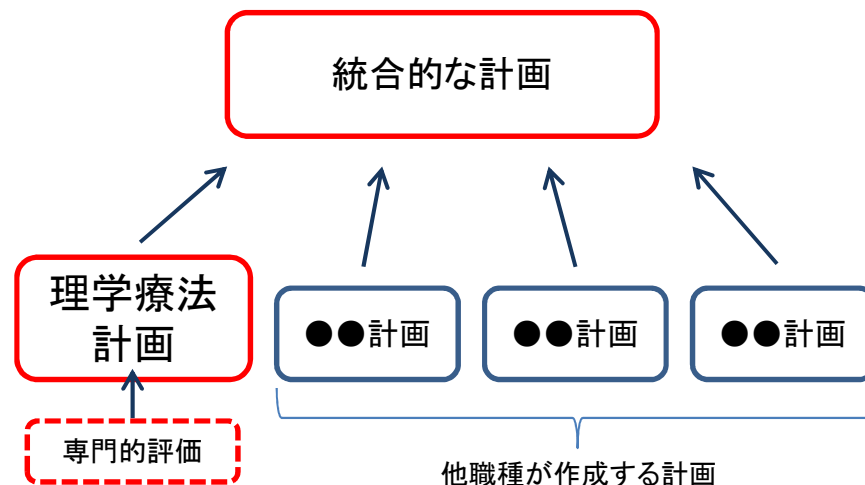 統合的な計画
理学療法
計画
●●計画
●●計画
●●計画
専門的評価
他職種が作成する計画